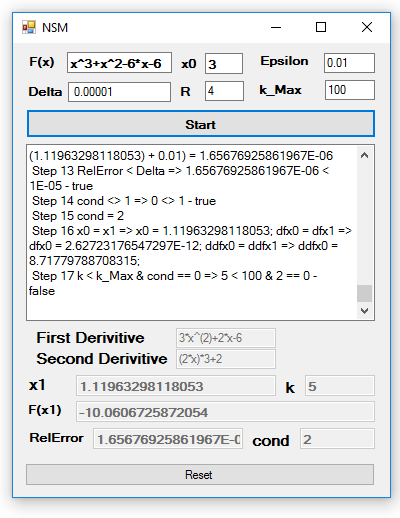 NSM
F(x) x^3+x^2-6*x-6 x0 3 Epsilon 0.01
Delta 0.00001 R 4 k_Max 100
Start
(1.11963298118053) + 0.01) = 1.65676925861967E-06
Step 13 RelError < Delta => 1.65676925861967E-06 <
1E-05 - true
Step 14 cond <> 1 => 0 <> 1 - true
Step 15 cond = 2
Step 16 x0 = x1 => x0 = 1.11963298118053; dfx0 = dfx1 =>
dfx0 = 2.62723176547297E-12; ddfx0 = ddfx1 => ddfx0 =
8.71779788708315;
Step 17 k < k_Max & cond == 0 => 5 < 100 & 2 == 0 -
false
First Derivitive 3*x^(2)+2*x-6
Second Derivitive (2*x)*3+2
x1 1.11963298118053 k 5
F(x1) -10.0606725872054
RelError 1.65676925861967E-0 cond 2
Reset